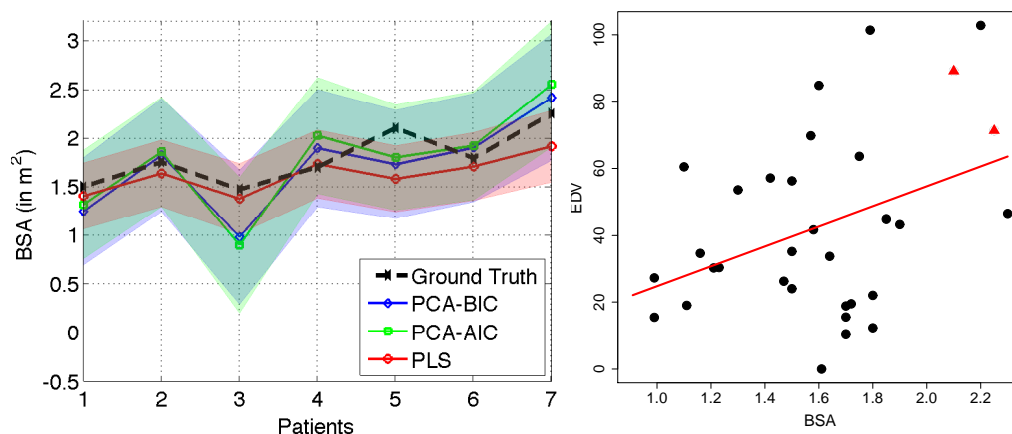 3
2.5
2
1.5
1
0.5
0
-0.5
BSA (in m²)
1 2 3 4 5 6 7
Patients
Ground Truth
PCA-BIC
PCA-AIC
PLS
100
80
60
40
20
0
EDV
1.0 1.2 1.4 1.6 1.8 2.0 2.2
BSA